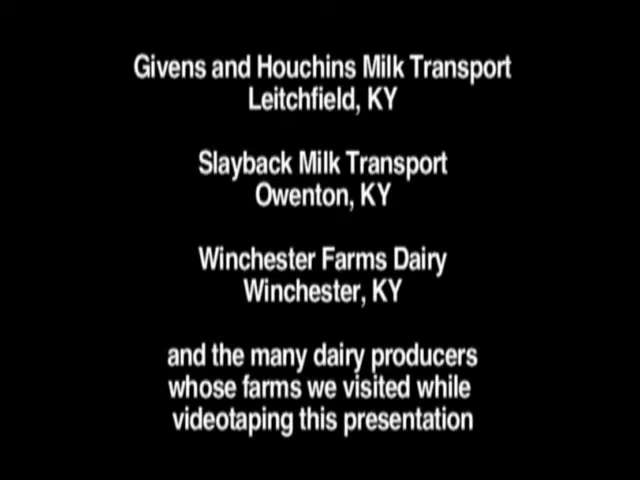 Givens and Houchins Milk Transport
Leitchfield, KY
Slayback Milk Transport
Owenton, KY
Winchester Farms Dairy
Winchester, KY
and the many dairy producers
whose farms we visited while
videotaping this presentation